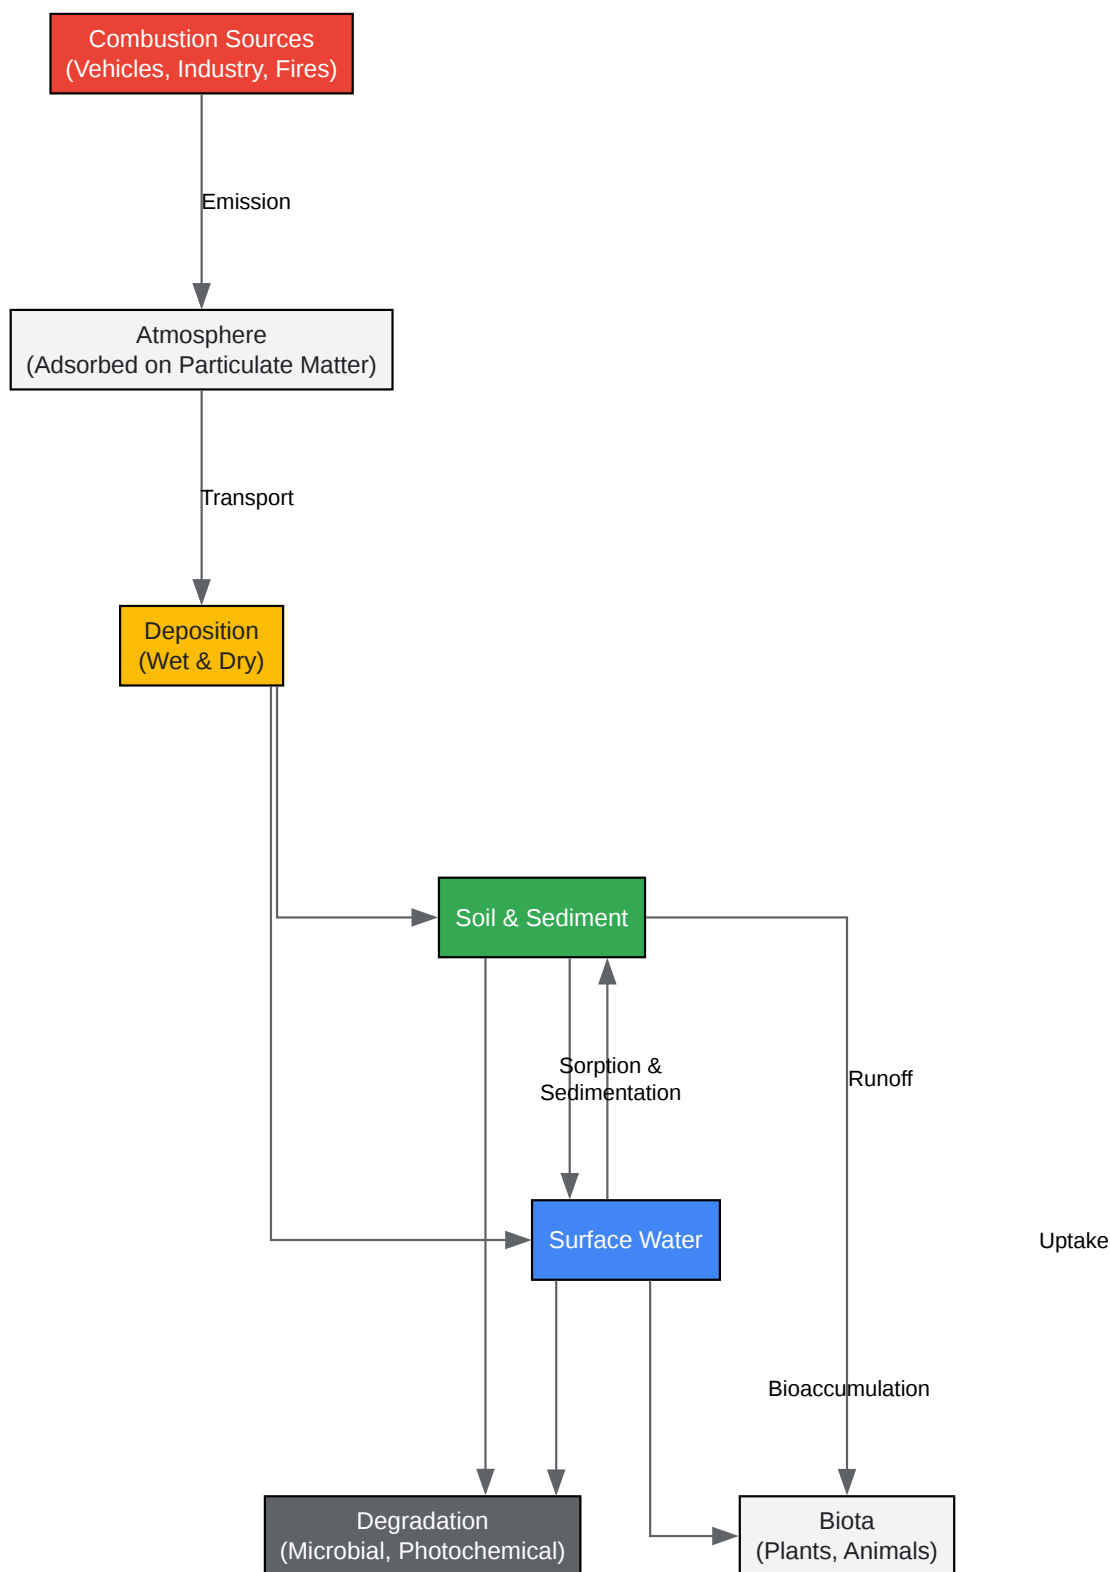 Combustion Sources
(Vehicles, Industry, Fires)
Emission
Atmosphere
(Adsorbed on Particulate Matter)
Transport
Deposition
(Wet & Dry)
Soil & Sediment
Sorption &
Sedimentation
Runoff
Surface Water
Uptake
Bioaccumulation
Degradation
(Microbial, Photochemical)
Biota
(Plants, Animals)